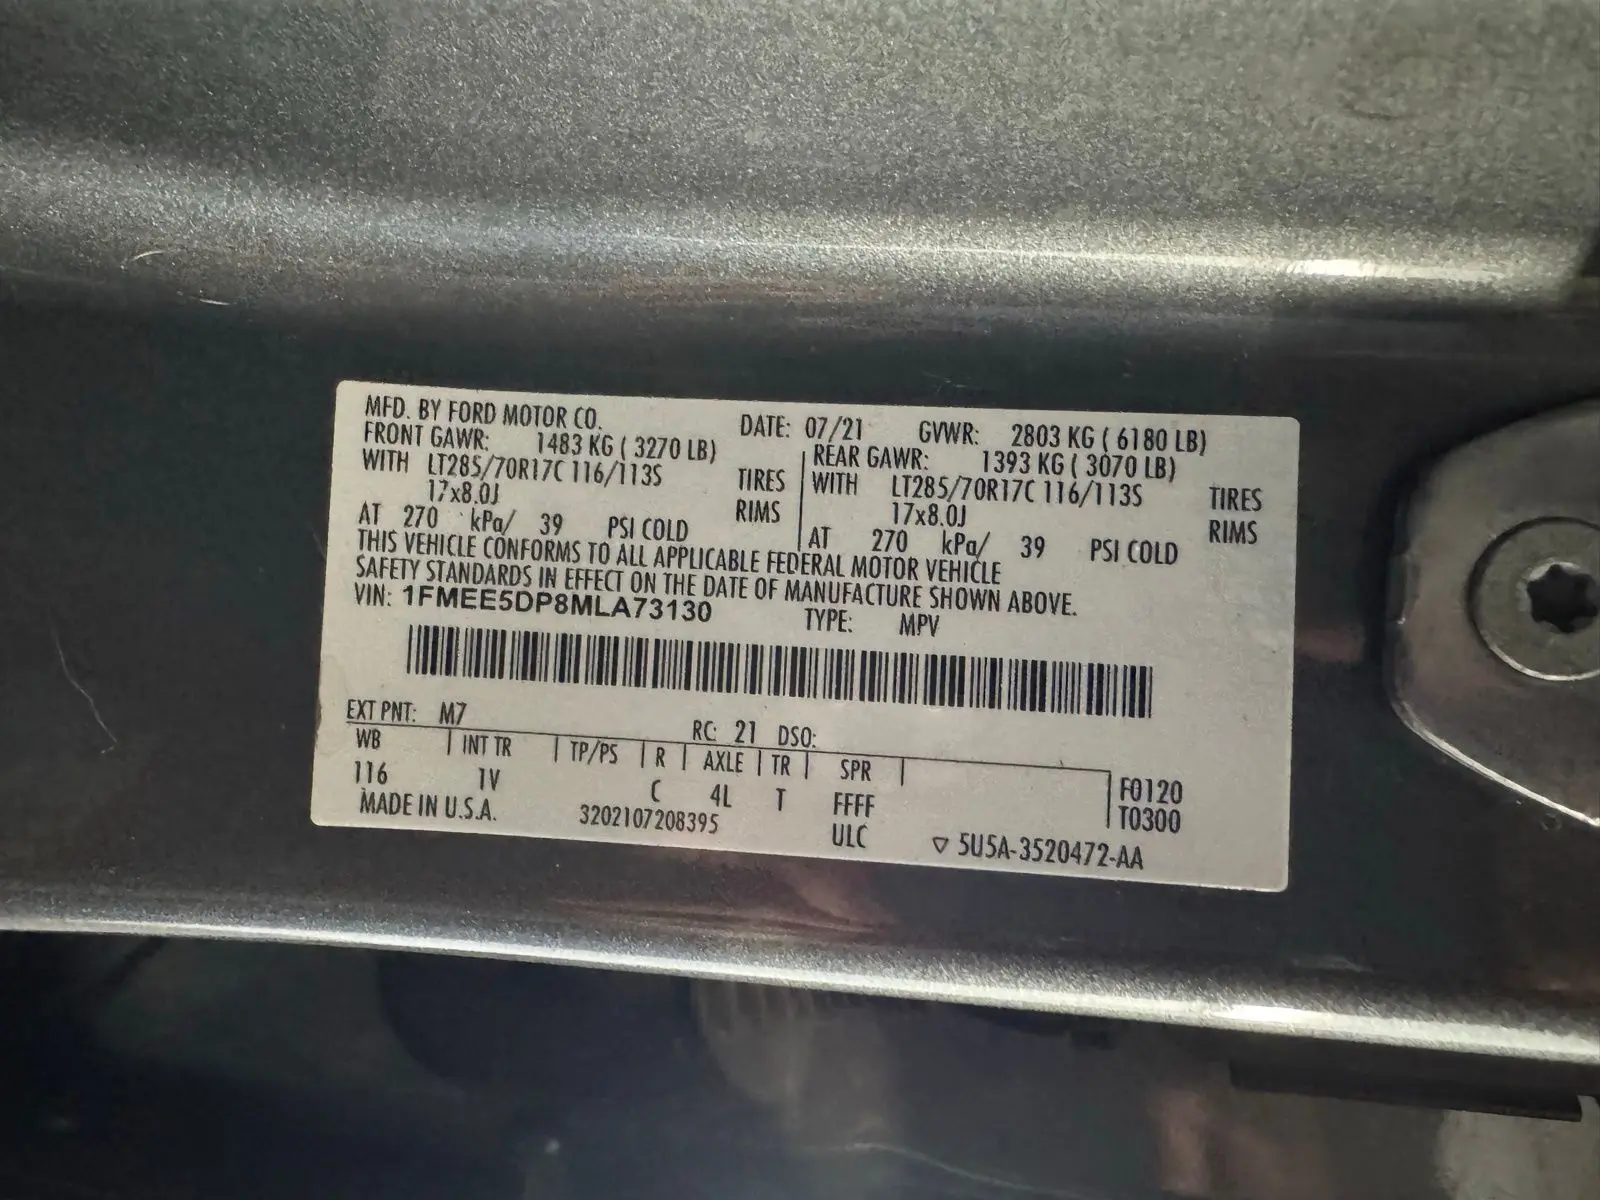 MFD. BY FORD MOTOR CO. DATE: 07/21 GVWR: 2803 KG ( 6180 LB)
FRONT GAWR: 1483 KG ( 3270 LB) REAR GAWR: 1393 KG ( 3070 LB)
WITH LT285/70R17C 116/113S TIRES WITH LT285/70R17C 116/113S TIRES
17x8.0J RIMS 17x8.0J RIMS
AT 270 kPa/ 39 PSI COLD AT 270 kPa/ 39 PSI COLD
THIS VEHICLE CONFORMS TO ALL APPLICABLE FEDERAL MOTOR VEHICLE
SAFETY STANDARDS IN EFFECT ON THE DATE OF MANUFACTURE SHOWN ABOVE.
VIN: 1FMEE5DP8MLA73130 TYPE: MPV
EXT PNT: M7 RC: 21 DSO:
WB INT TR TP/PS R AXLE TR SPR
116 1V C 4L T FFFF F0120
MADE IN U.S.A. 3202107208395 ULC T0300
▽ 5U5A-3520472-AA